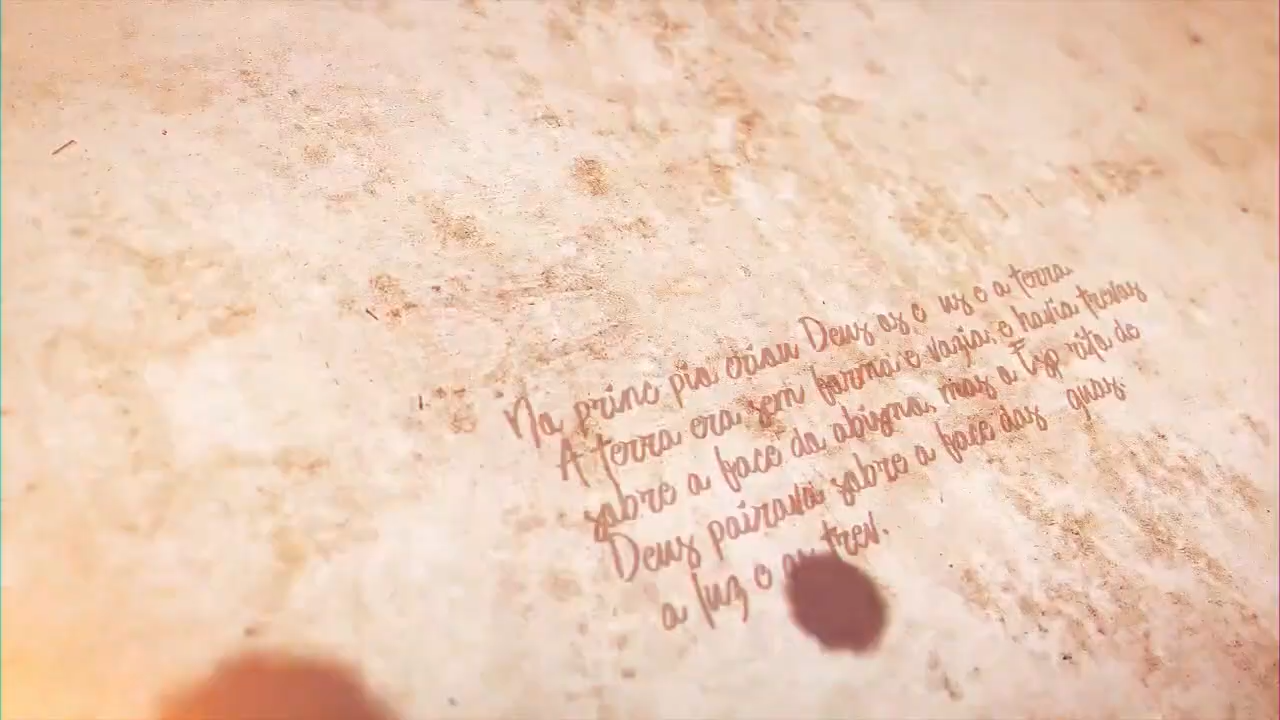 No princ pio criou Deus os c us e a terra.
A terra era sem forma e vazia; e havia trevas
sobre a face do abismo, mas o Esp rito de
Deus pairava sobre a face das guas.
a luz e as trev.